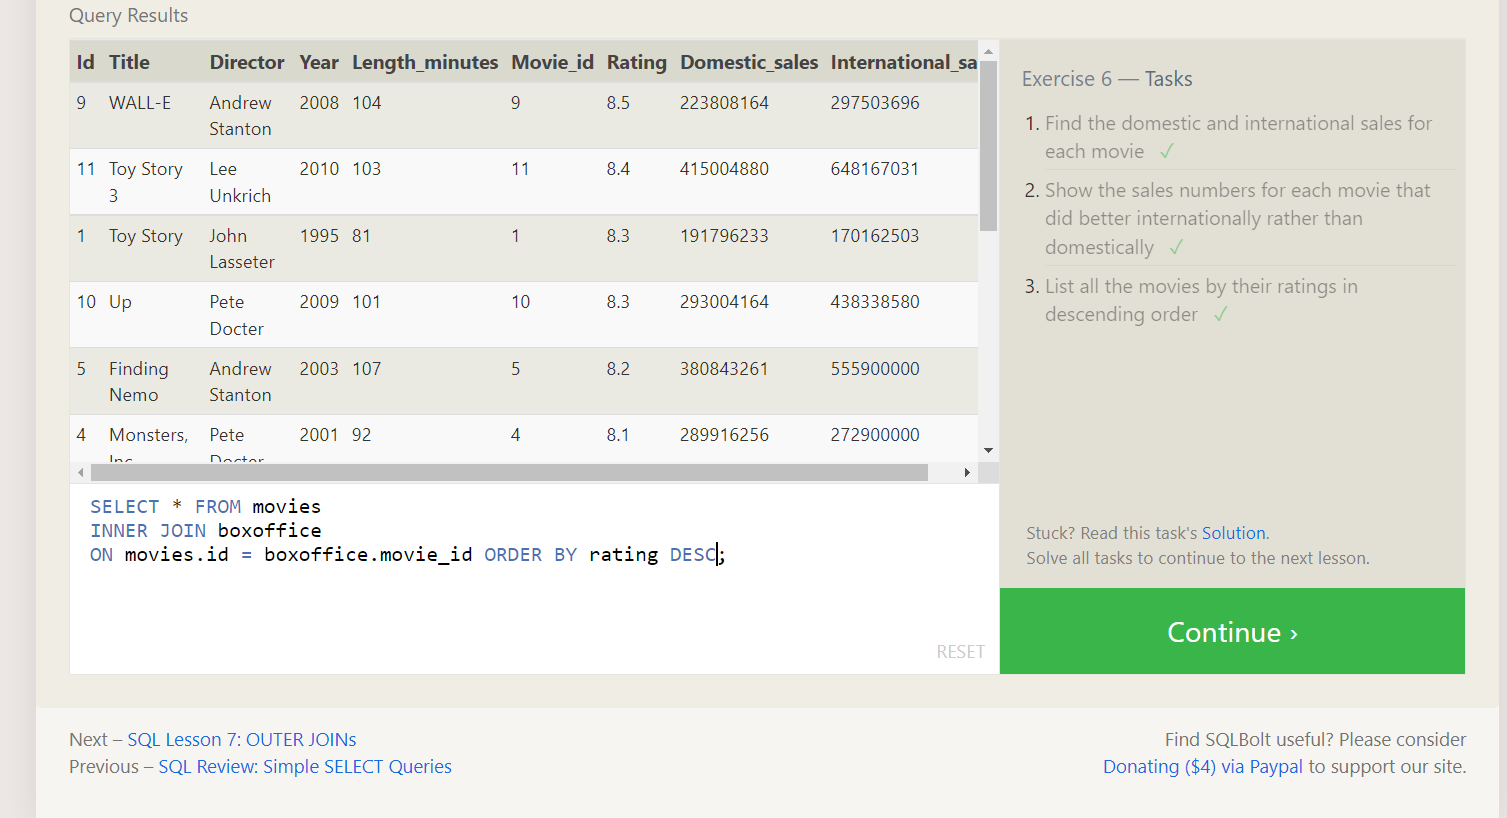 Query Results
Id Title Director Year Length_minutes Movie_id Rating Domestic_sales International_sa
9 WALL-E Andrew Stanton 2008 104 9 8.5 223808164 297503696
11 Toy Story 3 Lee Unkrich 2010 103 11 8.4 415004880 648167031
1 Toy Story John Lasseter 1995 81 1 8.3 191796233 170162503
10 Up Pete Docter 2009 101 10 8.3 293004164 438338580
5 Finding Nemo Andrew Stanton 2003 107 5 8.2 380843261 555900000
4 Monsters, Inc Pete Docter 2001 92 4 8.1 289916256 272900000
SELECT * FROM movies
INNER JOIN boxoffice
ON movies.id = boxoffice.movie_id ORDER BY rating DESC;
RESET
Exercise 6 — Tasks
1. Find the domestic and international sales for
each movie ✓
2. Show the sales numbers for each movie that
did better internationally rather than
domestically ✓
3. List all the movies by their ratings in
descending order ✓
Stuck? Read this task's Solution.
Solve all tasks to continue to the next lesson.
Continue ›
Next – SQL Lesson 7: OUTER JOINs
Previous – SQL Review: Simple SELECT Queries
Find SQLBolt useful? Please consider
Donating ($4) via Paypal to support our site.